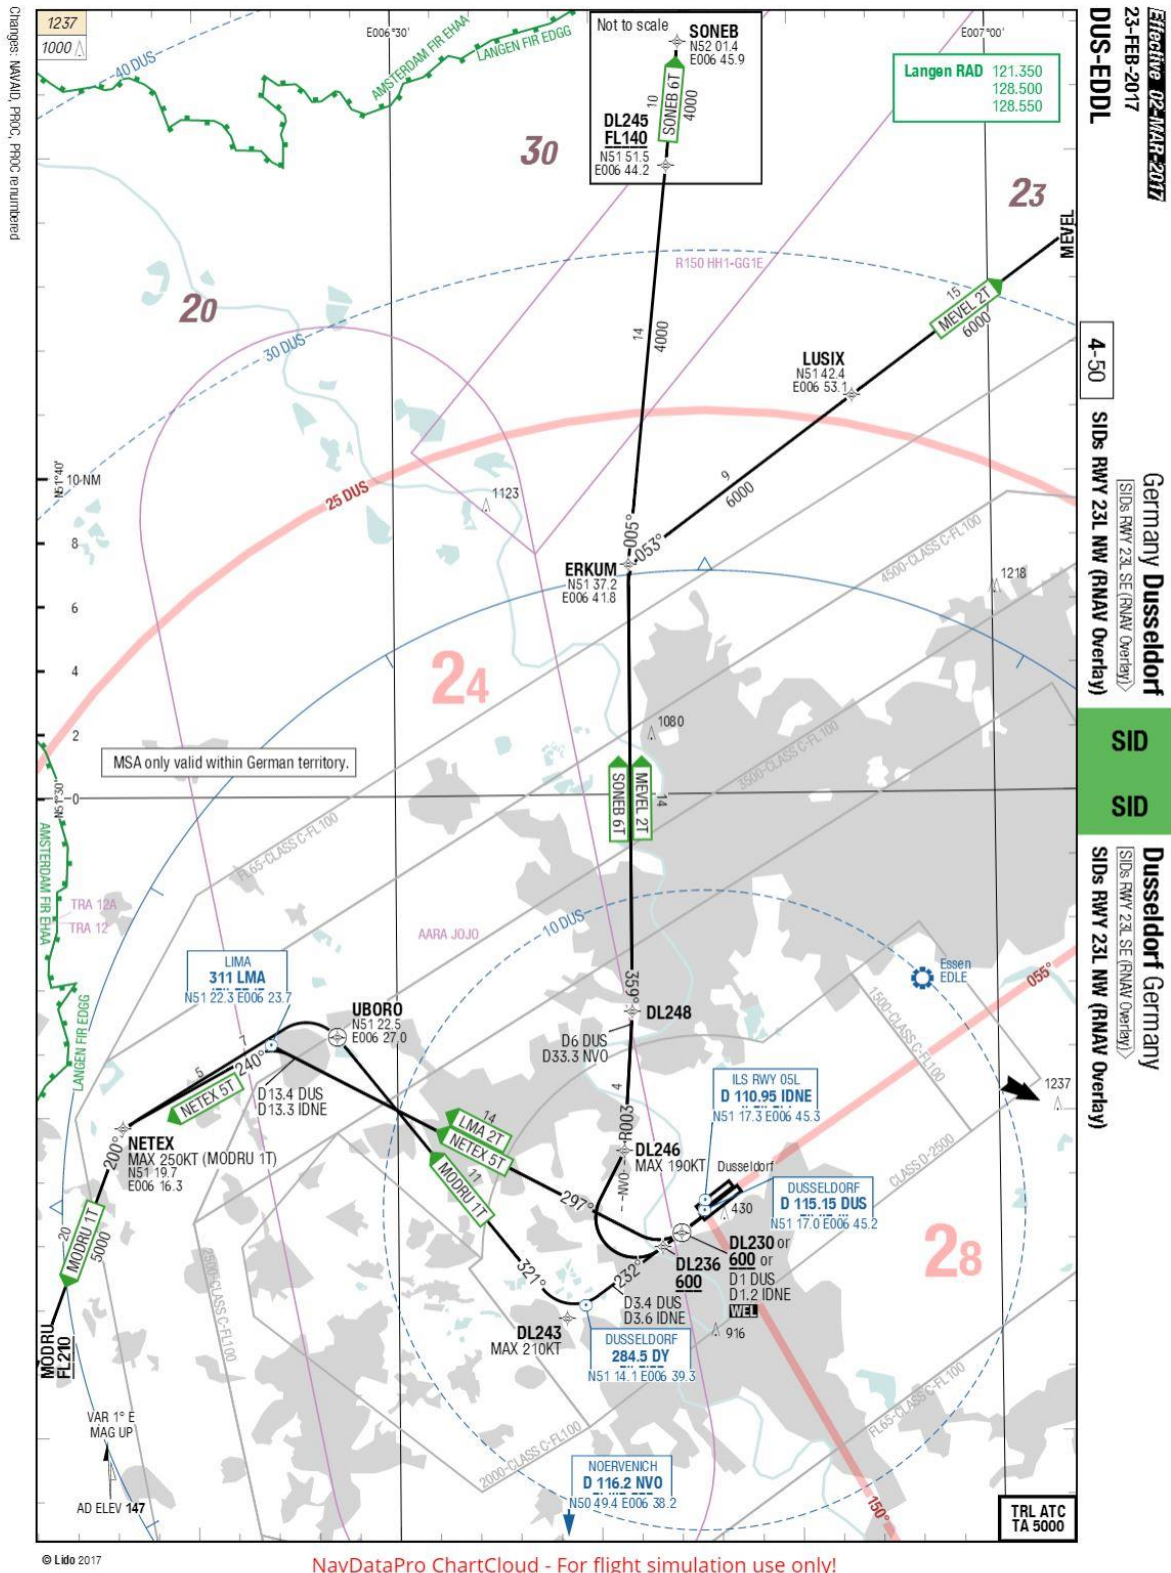 Changes: NAVAID, PROC, PROC renumbered
1237
1000
40 DUS
E006°30'
AMSTERDAM FIR EHAA
LANGEN FIR EDGG
Not to scale
SONEB
N52 01.4
E006 45.9
10
SONEB 6T
4000
DL245
FL140
N51 51.5
E006 44.2
E007°00'
Langen RAD 121.350
128.500
128.550
Effective 02-MAR-2017
23-FEB-2017
DUS-EDDL
30
23
20
MEVEL
R150 HH1-GG1E
15
MEVEL 2T
6000
30 DUS
14
4000
LUSIX
N51 42.4
E006 53.1
4-50
SIDs RWY 23L NW (RNAV Overlay)
SIDs RWY 23L SE (RNAV Overlay)
Germany Dusseldorf
N51°40'
10 NM
25 DUS
1123
9
6000
005°
053°
8
ERKUM
N51 37.2
E006 41.8
4500-CLASS C-FL100
1218
6
24
4
2
1080
3500-CLASS C-FL100
MSA only valid within German territory.
SID
SID
SONEB 6T
MEVEL 2T
14
N51°30'
0
FL65-CLASS C-FL100
AMSTERDAM FIR EHAA
LANGEN FIR EDGG
TRA 12A
TRA 12
AARA JOJO
10 DUS
Dusseldorf Germany
SIDs RWY 23L SE (RNAV Overlay)
SIDs RWY 23L NW (RNAV Overlay)
LIMA
311 LMA
N51 22.3 E006 23.7
Essen
EDLE
055°
359°
1500-CLASS C-FL100
UBORO
N51 22.5
E006 27.0
DL248
D6 DUS
D33.3 NVO
7
5
240°
NETEX 5T
D13.4 DUS
D13.3 IDNE
ILS RWY 05L
D 110.95 IDNE
N51 17.3 E006 45.3
1237
4
R003
NVO
14
LMA 2T
NETEX 5T
NETEX
MAX 250KT (MODRU 1T)
N51 19.7
E006 16.3
200°
DL246
MAX 190KT
Dusseldorf
CLASS D-2500
11
MODRU 1T
297°
DUSSELDORF
D 115.15 DUS
N51 17.0 E006 45.2
430
20
MODRU 1T
5000
DL230 or
600 or
D1 DUS
D1.2 IDNE
WEL
DL236
600
28
321°
232°
2500-CLASS C-FL100
D3.4 DUS
D3.6 IDNE
DL243
MAX 210KT
916
DUSSELDORF
284.5 DY
N51 14.1 E006 39.3
MODRU
FL210
FL65-CLASS C-FL100
VAR 1° E
MAG UP
2000-CLASS C-FL100
NOERVENICH
D 116.2 NVO
N50 49.4 E006 38.2
AD ELEV 147
150°
TRL ATC
TA 5000
© Lido 2017
NavDataPro ChartCloud - For flight simulation use only!